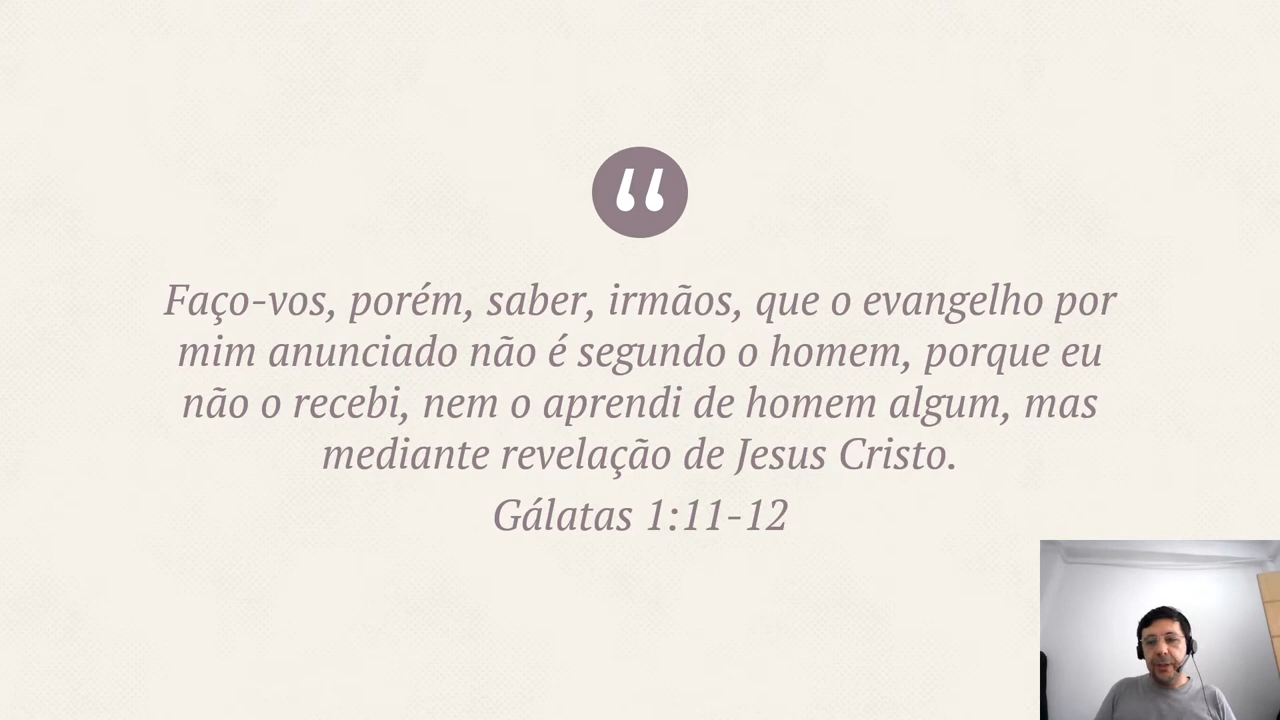 “
Faço-vos, porém, saber, irmãos, que o evangelho por
mim anunciado não é segundo o homem, porque eu
não o recebi, nem o aprendi de homem algum, mas
mediante revelação de Jesus Cristo.
Gálatas 1:11-12